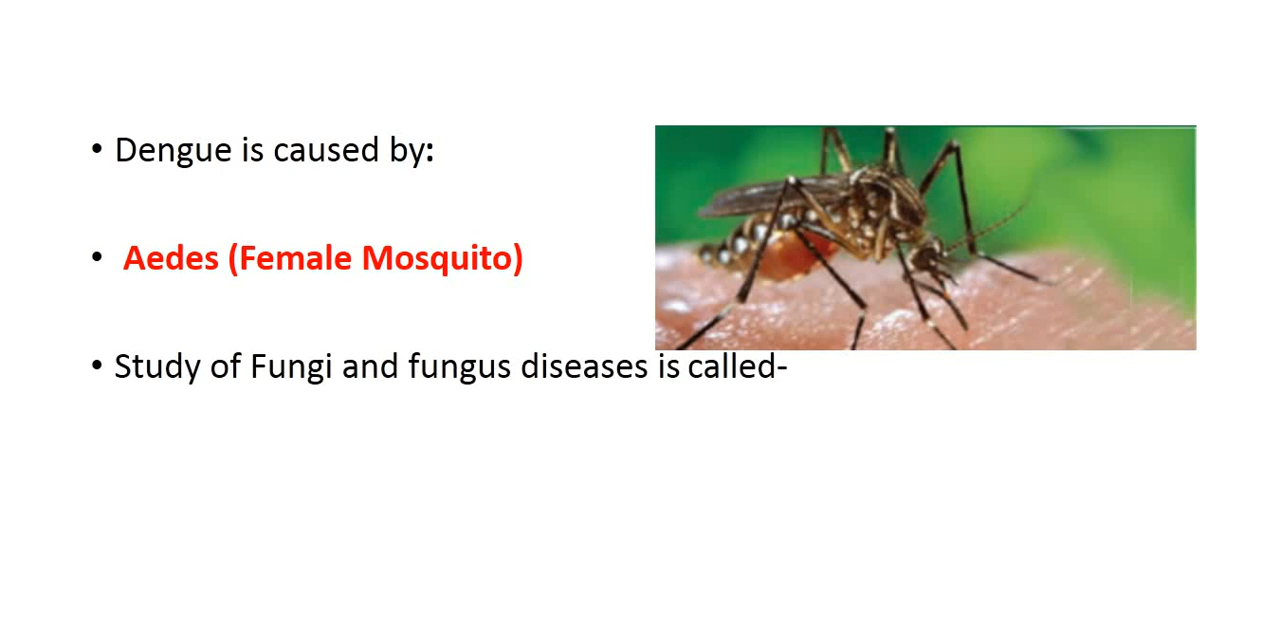 • Dengue is caused by:
• Aedes (Female Mosquito)
• Study of Fungi and fungus diseases is called-